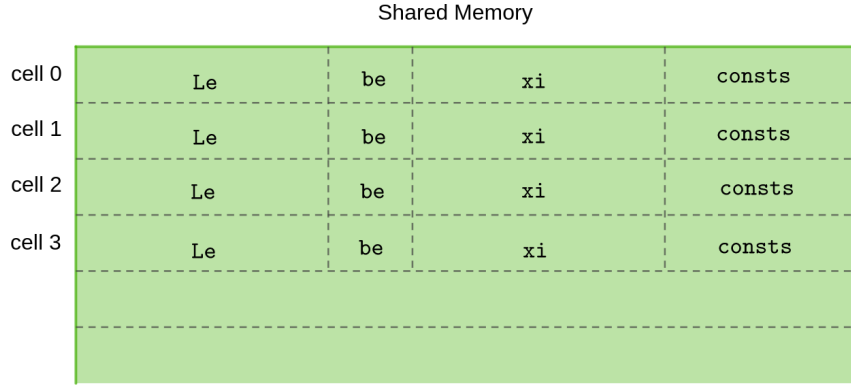 Shared Memory
cell 0 Le be xi consts
cell 1 Le be xi consts
cell 2 Le be xi consts
cell 3 Le be xi consts